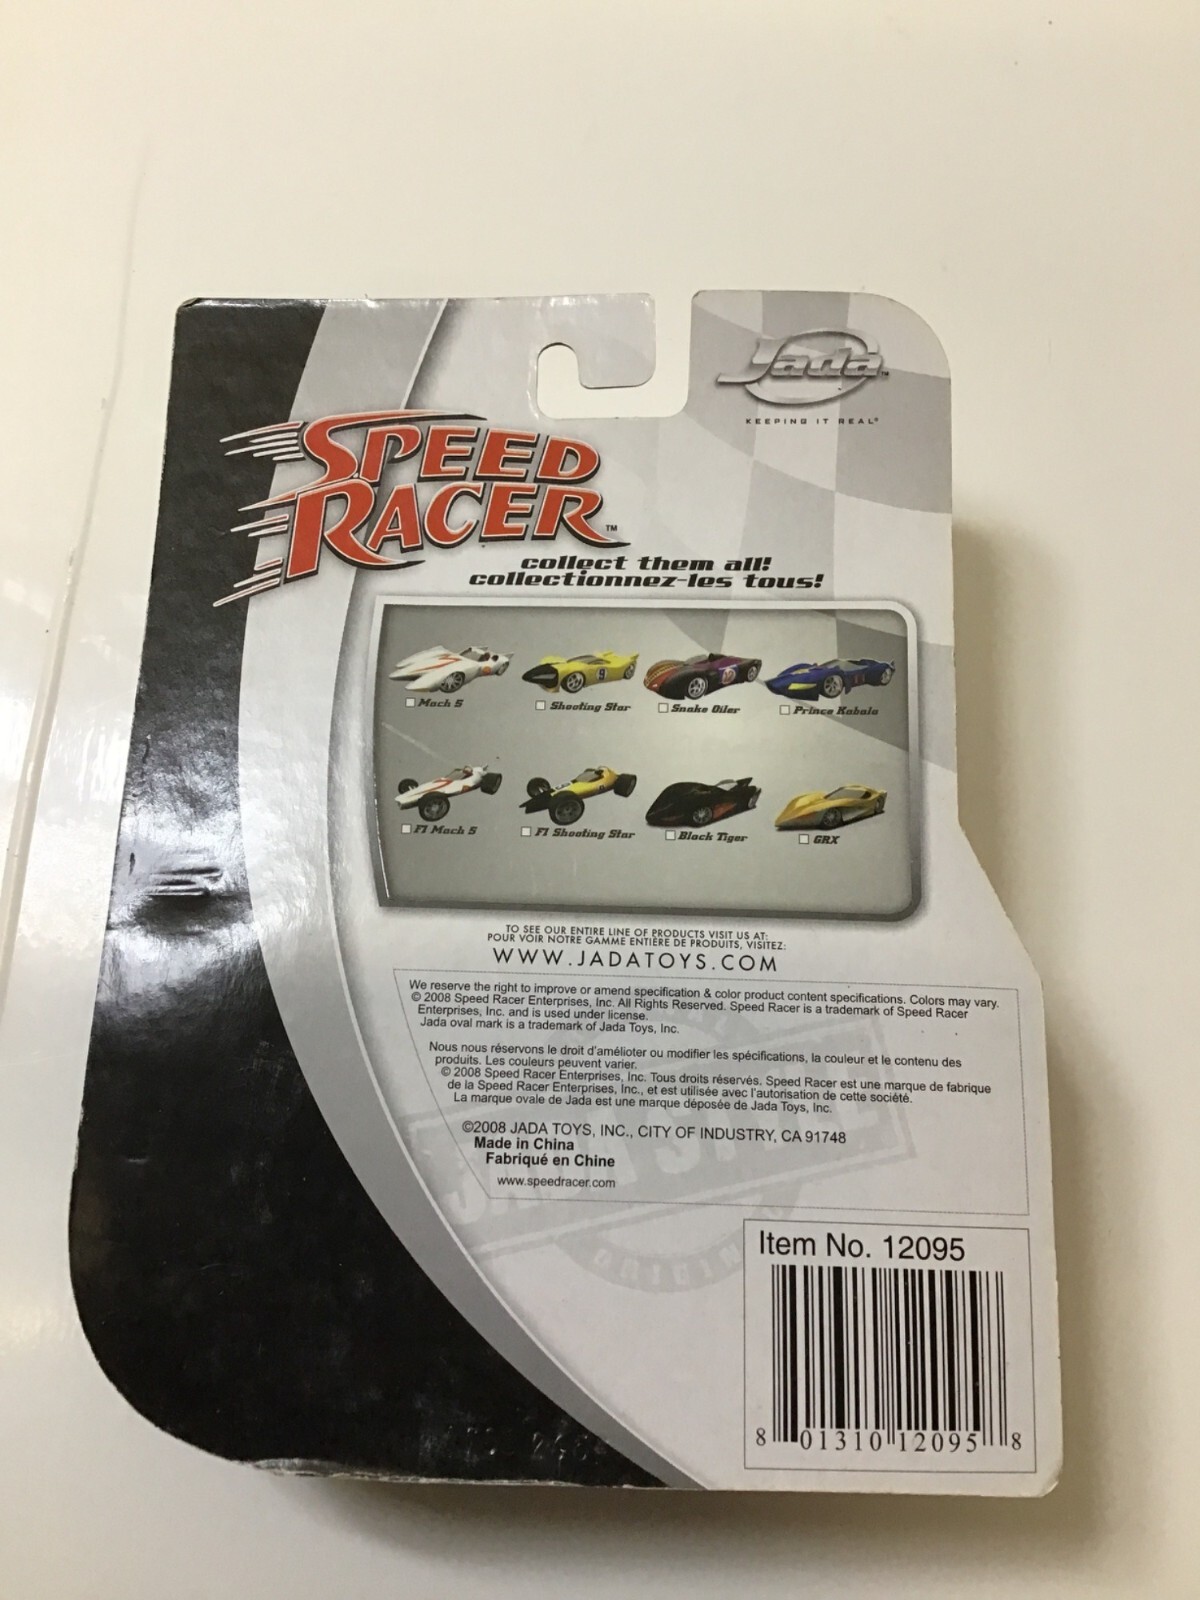 Jada™
KEEPING IT REAL®
SPEED
RACER™
collect them all!
collectionnez-les tous!
Mach 5
Shooting Star
Snake Oiler
Prince Kabala
F1 Mach 5
F1 Shooting Star
Black Tiger
GRX
TO SEE OUR ENTIRE LINE OF PRODUCTS VISIT US AT:
POUR VOIR NOTRE GAMME ENTIÈRE DE PRODUITS, VISITEZ:
WWW.JADATOYS.COM
We reserve the right to improve or amend specification & color product content specifications. Colors may vary.
© 2008 Speed Racer Enterprises, Inc. All Rights Reserved. Speed Racer is a trademark of Speed Racer
Enterprises, Inc. and is used under license.
Jada oval mark is a trademark of Jada Toys, Inc.
Nous nous réservons le droit d'amélioter ou modifier les spécifications, la couleur et le contenu des
produits. Les couleurs peuvent varier.
© 2008 Speed Racer Enterprises, Inc. Tous droits réservés. Speed Racer est une marque de fabrique
de la Speed Racer Enterprises, Inc., et est utilisée avec l'autorisation de cette société.
La marque ovale de Jada est une marque déposée de Jada Toys, Inc.
©2008 JADA TOYS, INC., CITY OF INDUSTRY, CA 91748
Made in China
Fabriqué en Chine
www.speedracer.com
Item No. 12095
8 01310 12095 8